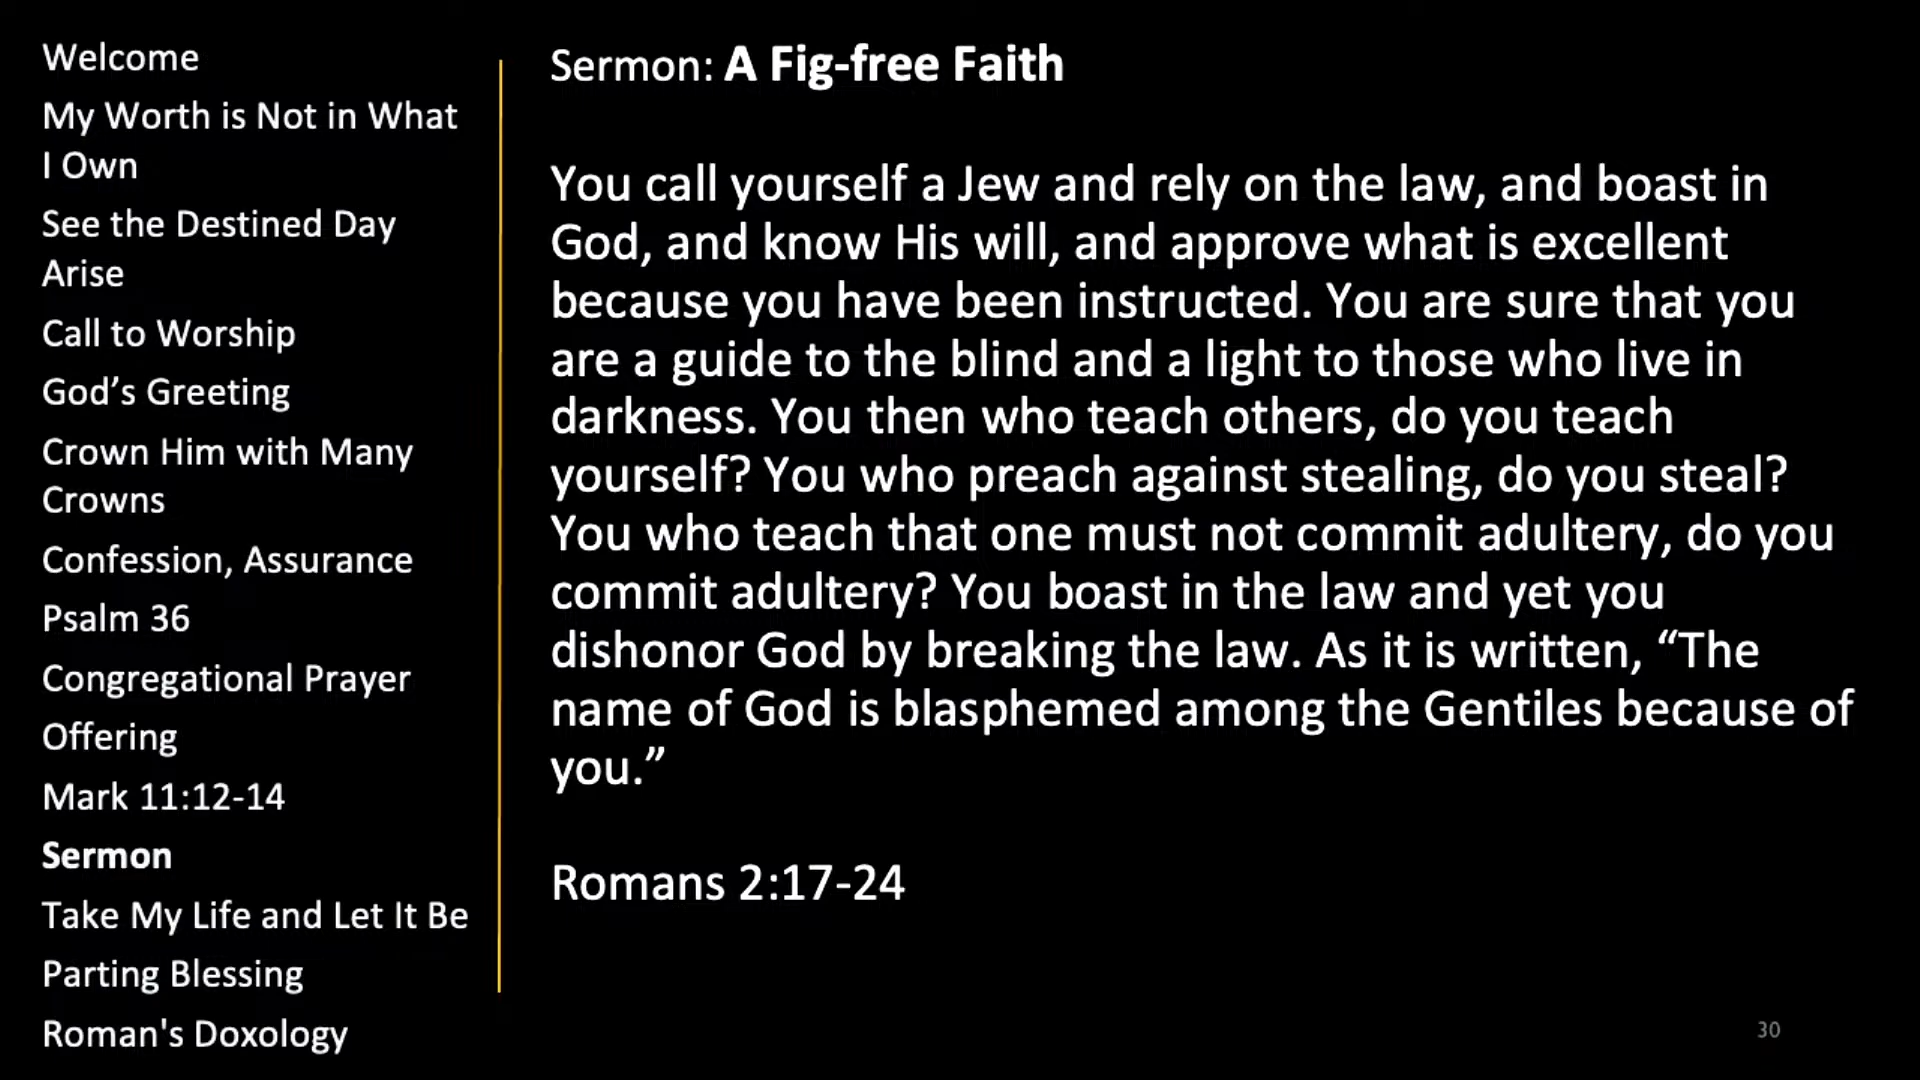 Welcome
My Worth is Not in What
I Own
See the Destined Day
Arise
Call to Worship
God’s Greeting
Crown Him with Many
Crowns
Confession, Assurance
Psalm 36
Congregational Prayer
Offering
Mark 11:12-14
Sermon
Take My Life and Let It Be
Parting Blessing
Roman's Doxology
Sermon: A Fig-free Faith
You call yourself a Jew and rely on the law, and boast in
God, and know His will, and approve what is excellent
because you have been instructed. You are sure that you
are a guide to the blind and a light to those who live in
darkness. You then who teach others, do you teach
yourself? You who preach against stealing, do you steal?
You who teach that one must not commit adultery, do you
commit adultery? You boast in the law and yet you
dishonor God by breaking the law. As it is written, “The
name of God is blasphemed among the Gentiles because of
you.”
Romans 2:17-24
30